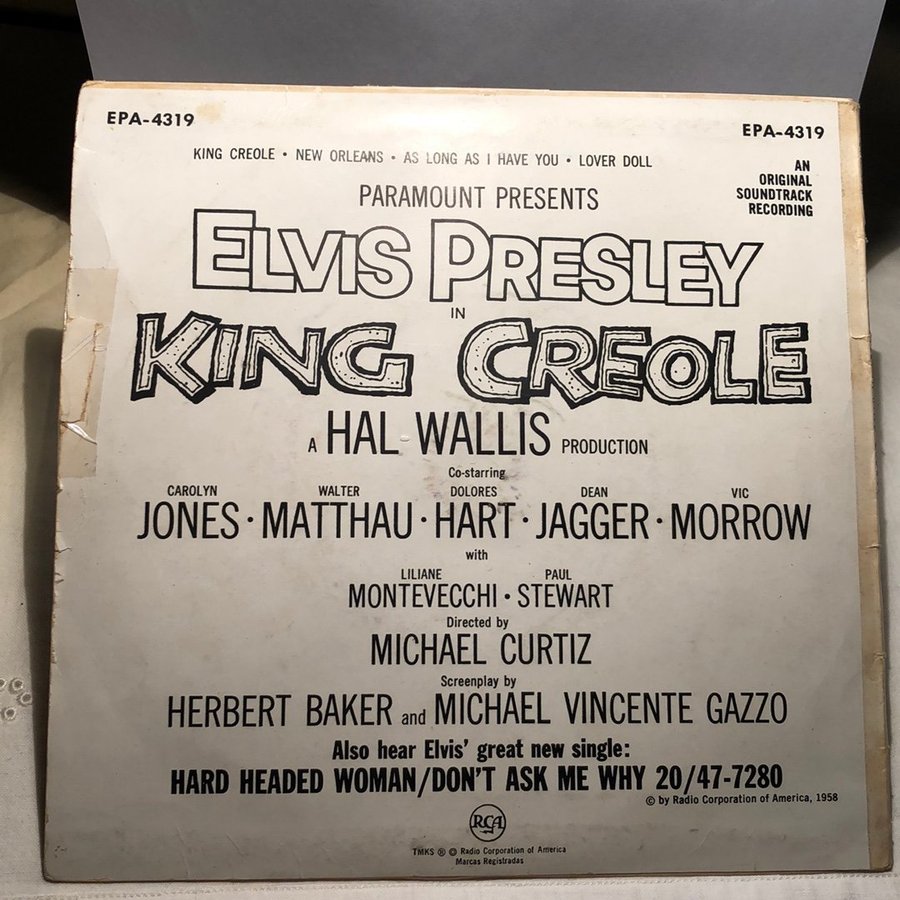 EPA-4319
EPA-4319
KING CREOLE • NEW ORLEANS • AS LONG AS I HAVE YOU • LOVER DOLL
AN
ORIGINAL
SOUNDTRACK
RECORDING
PARAMOUNT PRESENTS
ELVIS PRESLEY
IN
KING CREOLE
A HAL WALLIS PRODUCTION
Co-starring
CAROLYN WALTER DOLORES DEAN VIC
JONES • MATTHAU • HART • JAGGER • MORROW
with
LILIANE PAUL
MONTEVECCHI • STEWART
Directed by
MICHAEL CURTIZ
Screenplay by
HERBERT BAKER and MICHAEL VINCENTE GAZZO
Also hear Elvis' great new single:
HARD HEADED WOMAN/DON'T ASK ME WHY 20/47-7280
© by Radio Corporation of America, 1958
RCA
TMKS ® © Radio Corporation of America
Marcas Registradas